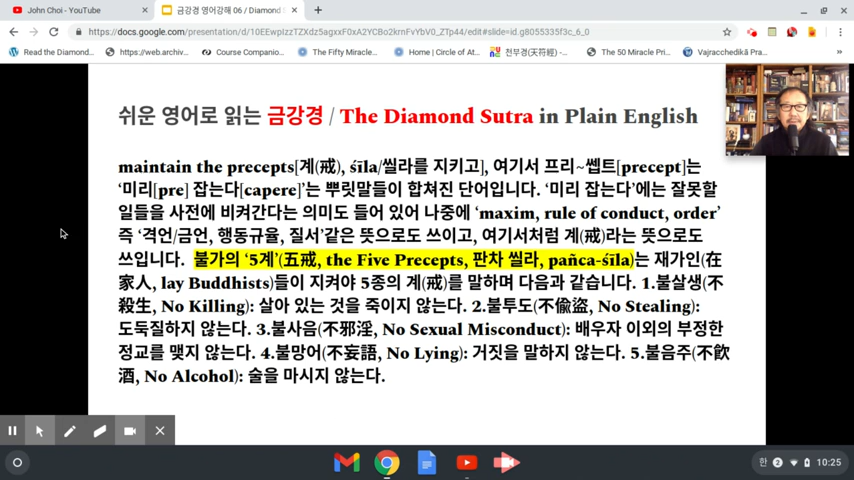 John Choi - YouTube
금강경 영어강해 06 / Diamond S
https://docs.google.com/presentation/d/10EEwpIzzTZXdz5agxxF0xA2YCBo2krnFvYbV0_ZTp44/edit#slide=id.g8055335f3c_6_0
Read the Diamond...
https://web.archiv...
Course Companio...
The Fifty Miracle...
Home | Circle of At...
천부경(天符經) -...
The 50 Miracle Pri...
Vajracchedikā Pra...
쉬운 영어로 읽는 금강경 / The Diamond Sutra in Plain English
maintain the precepts[계(戒), śīla/씰라를 지키고], 여기서 프리~쎕트[precept]는
‘미리[pre] 잡는다[capere]’는 뿌릿말들이 합쳐진 단어입니다. ‘미리 잡는다’에는 잘못할
일들을 사전에 비켜간다는 의미도 들어 있어 나중에 ‘maxim, rule of conduct, order’
즉 ‘격언/금언, 행동규율, 질서’같은 뜻으로도 쓰이고, 여기서처럼 계(戒)라는 뜻으로도
쓰입니다. 불가의 ‘5계’(五戒, the Five Precepts, 판차 씰라, pañca-śīla)는 재가인(在
家人, lay Buddhists)들이 지켜야 5종의 계(戒)를 말하며 다음과 같습니다. 1.불살생(不
殺生, No Killing): 살아 있는 것을 죽이지 않는다. 2.불투도(不偸盜, No Stealing):
도둑질하지 않는다. 3.불사음(不邪淫, No Sexual Misconduct): 배우자 이외의 부정한
정교를 맺지 않는다. 4.불망어(不妄語, No Lying): 거짓을 말하지 않는다. 5.불음주(不飮
酒, No Alcohol): 술을 마시지 않는다.
한 2 10:25